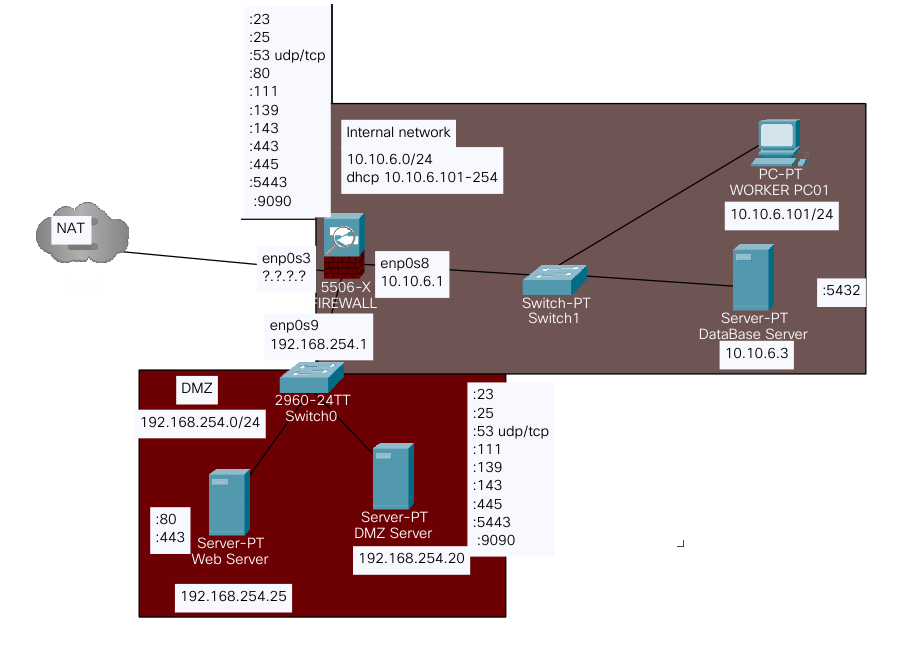 :23
:25
:53 udp/tcp
:80
:111
:139
:143
:443
:445
:5443
:9090
Internal network
10.10.6.0/24
dhcp 10.10.6.101-254
PC-PT
WORKER PC01
10.10.6.101/24
NAT
enp0s3
?.?.?.?
enp0s8
10.10.6.1
5506-X
FIREWALL
Switch-PT
Switch1
:5432
Server-PT
DataBase Server
10.10.6.3
enp0s9
192.168.254.1
DMZ
192.168.254.0/24
2960-24TT
Switch0
:23
:25
:53 udp/tcp
:111
:139
:143
:445
:5443
:9090
:80
:443
Server-PT
Web Server
192.168.254.25
Server-PT
DMZ Server
192.168.254.20